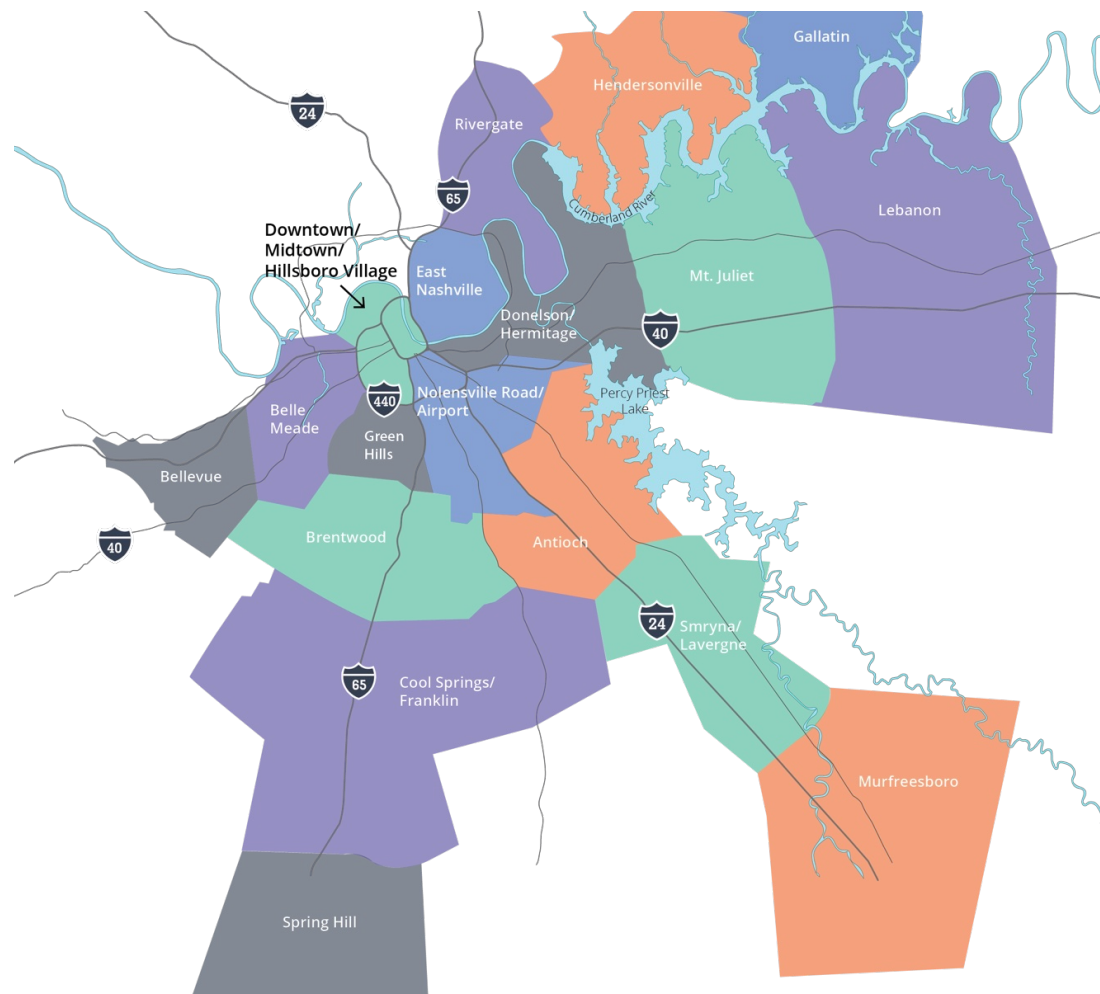 Gallatin
Hendersonville
24
Rivergate
65
Cumberland River
Lebanon
Downtown/
Midtown/
Hillsboro Village
East
Nashville
Mt. Juliet
Donelson/
Hermitage
40
Nolensville Road/
Airport
Percy Priest
Lake
440
Belle
Meade
Green
Hills
Bellevue
Brentwood
Antioch
40
24
Smryna/
Lavergne
65
Cool Springs/
Franklin
Murfreesboro
Spring Hill